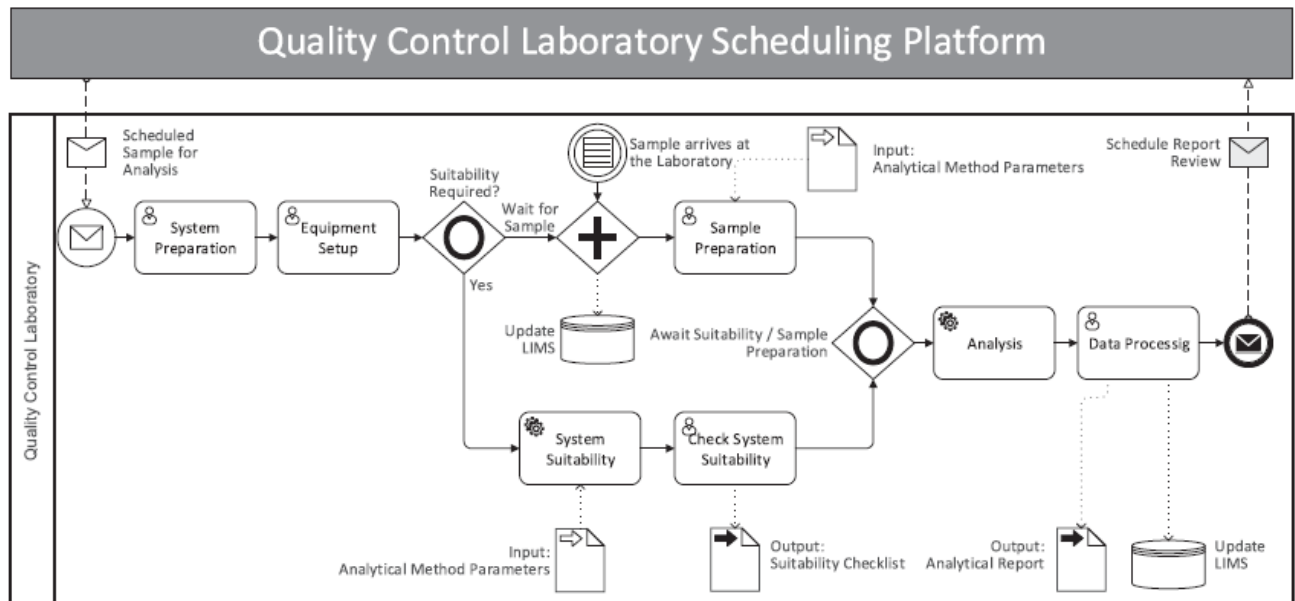 Quality Control Laboratory Scheduling Platform
Quality Control Laboratory
Scheduled
Sample for
Analysis
System
Preparation
Equipment
Setup
Suitability
Required?
Wait for
Sample
Yes
Sample arrives at
the Laboratory
Sample
Preparation
Input:
Analytical Method Parameters
Schedule Report
Review
Update
LIMS
Await Suitability / Sample
Preparation
Analysis
Data Processig
System
Suitability
Check System
Suitability
Input:
Analytical Method Parameters
Output:
Suitability Checklist
Output:
Analytical Report
Update
LIMS